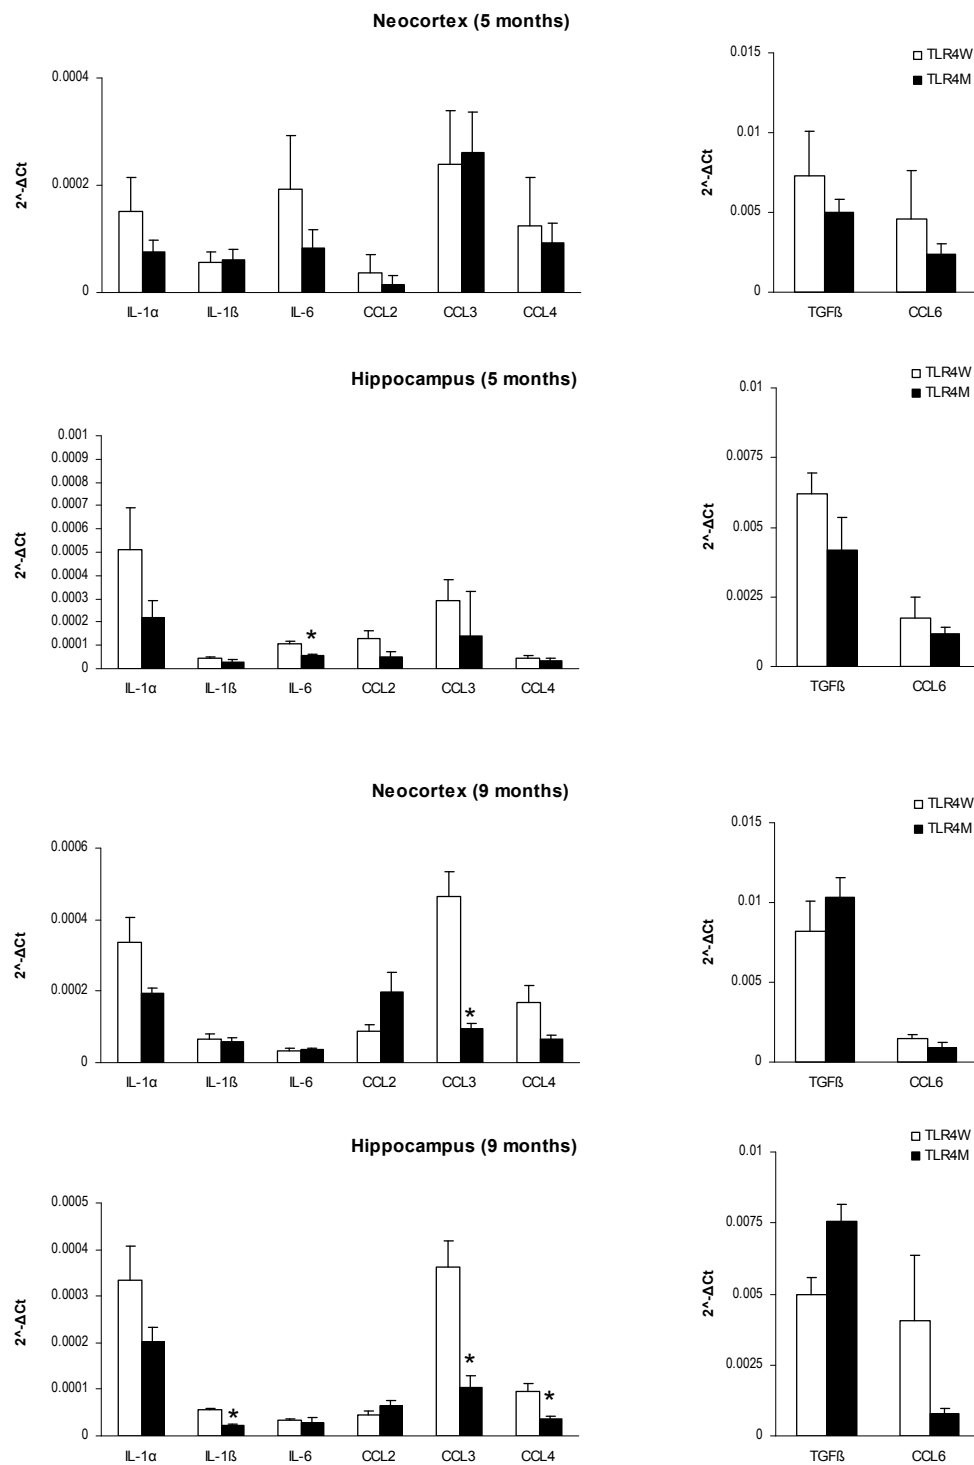 Neocortex (5 months)
0.0004
0.0002
0
2^-ΔCt
IL-1α IL-1ß IL-6 CCL2 CCL3 CCL4
0.015
0.01
0.005
0
2^-ΔCt
TGFß CCL6
TLR4W
TLR4M
Hippocampus (5 months)
0.001
0.0009
0.0008
0.0007
0.0006
0.0005
0.0004
0.0003
0.0002
0.0001
0
2^-ΔCt
*
IL-1α IL-1ß IL-6 CCL2 CCL3 CCL4
0.01
0.0075
0.005
0.0025
0
2^-ΔCt
TGFß CCL6
TLR4W
TLR4M
Neocortex (9 months)
0.0006
0.0004
0.0002
0
2^-ΔCt
*
IL-1α IL-1ß IL-6 CCL2 CCL3 CCL4
0.015
0.01
0.005
0
2^-ΔCt
TGFß CCL6
TLR4W
TLR4M
Hippocampus (9 months)
0.0005
0.0004
0.0003
0.0002
0.0001
0
2^-ΔCt
* * *
IL-1α IL-1ß IL-6 CCL2 CCL3 CCL4
0.01
0.0075
0.005
0.0025
0
2^-ΔCt
TGFß CCL6
TLR4W
TLR4M